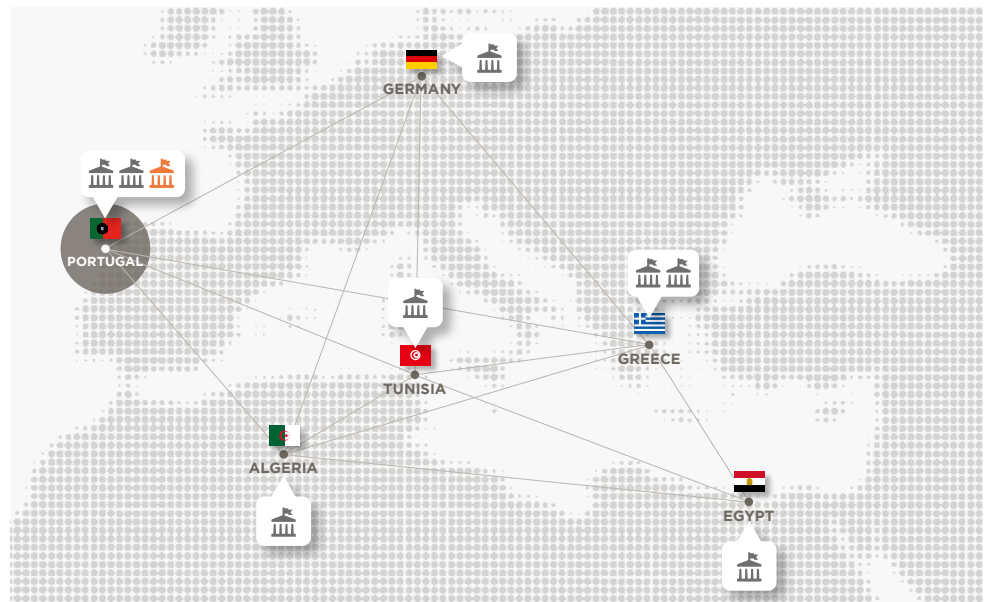 GERMANY
PORTUGAL
GREECE
TUNISIA
ALGERIA
EGYPT